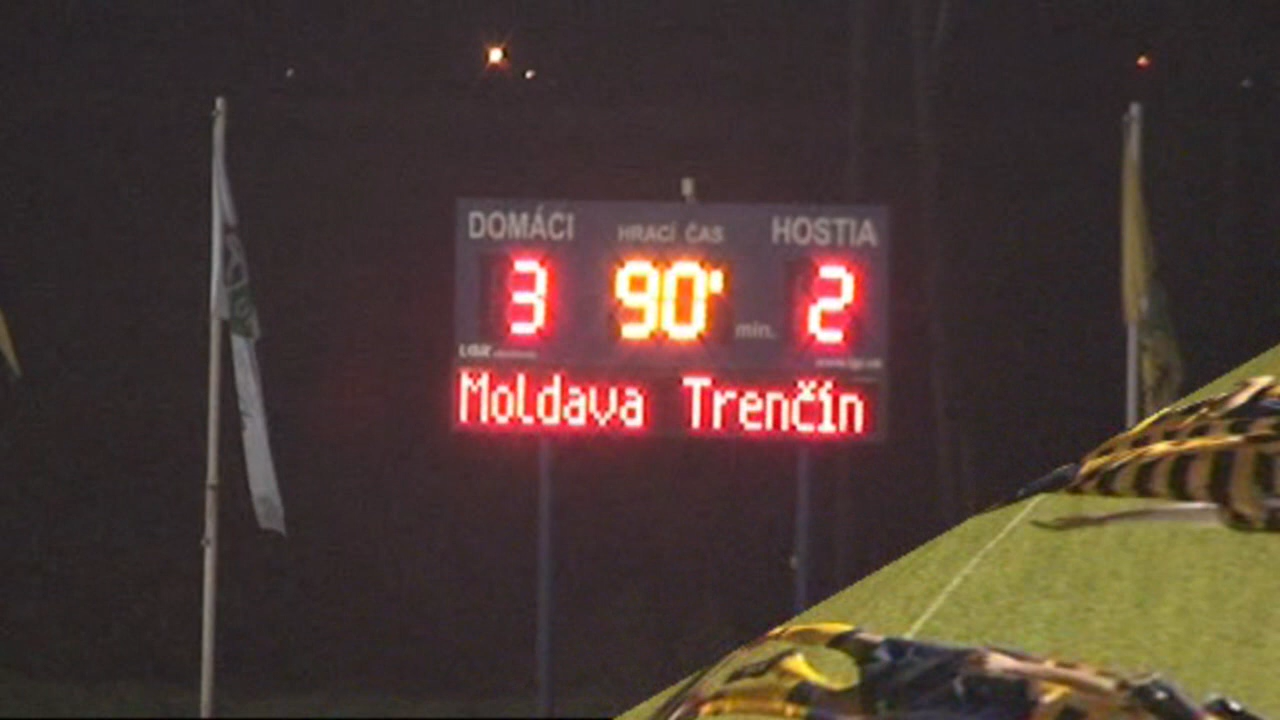 DOMÁCI HRACÍ ČAS HOSTIA
3 90' 2
min.
Moldava Trenčín